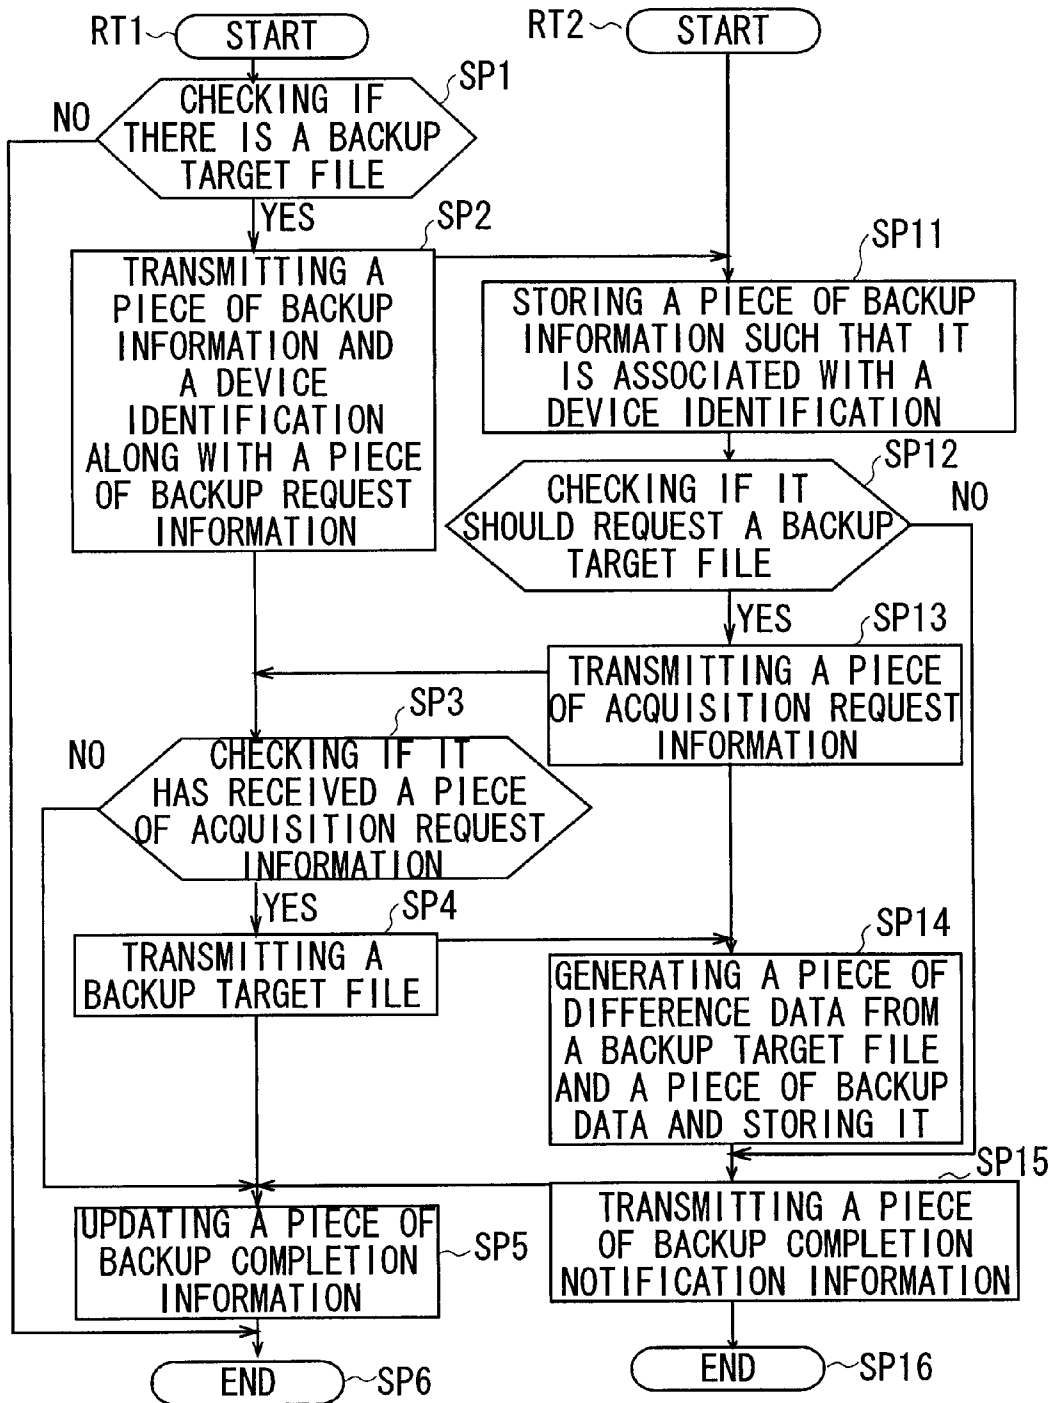 RT1
START
SP1
CHECKING IF
THERE IS A BACKUP
TARGET FILE
NO
YES
SP2
TRANSMITTING A
PIECE OF BACKUP
INFORMATION AND
A DEVICE
IDENTIFICATION
ALONG WITH A PIECE
OF BACKUP REQUEST
INFORMATION
SP3
CHECKING IF IT
HAS RECEIVED A PIECE
OF ACQUISITION REQUEST
INFORMATION
NO
YES
SP4
TRANSMITTING A
BACKUP TARGET FILE
UPDATING A PIECE OF
BACKUP COMPLETION
INFORMATION
SP5
END
SP6
RT2
START
SP11
STORING A PIECE OF BACKUP
INFORMATION SUCH THAT IT
IS ASSOCIATED WITH A
DEVICE IDENTIFICATION
SP12
CHECKING IF IT
SHOULD REQUEST A BACKUP
TARGET FILE
NO
YES
SP13
TRANSMITTING A PIECE
OF ACQUISITION REQUEST
INFORMATION
SP14
GENERATING A PIECE OF
DIFFERENCE DATA FROM
A BACKUP TARGET FILE
AND A PIECE OF BACKUP
DATA AND STORING IT
SP15
TRANSMITTING A PIECE
OF BACKUP COMPLETION
NOTIFICATION INFORMATION
END
SP16